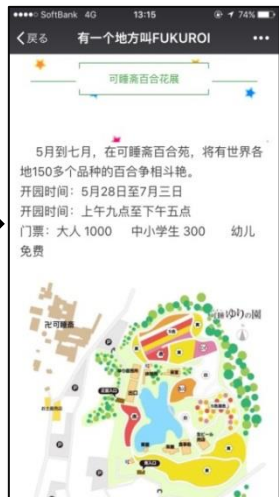 SoftBank 4G 13:15 74%
戻る 有一个地方叫FUKUROI
可睡斋百合花展
5月到七月，在可睡斋百合苑，将有世界各
地150多个品种的百合争相斗艳。
开园时间：5月28日至7月三日
开园时间：上午九点至下午五点
门票：大人 1000 中小学生 300 幼儿
免费
ゆりの園
卍可睡斎
P
出口